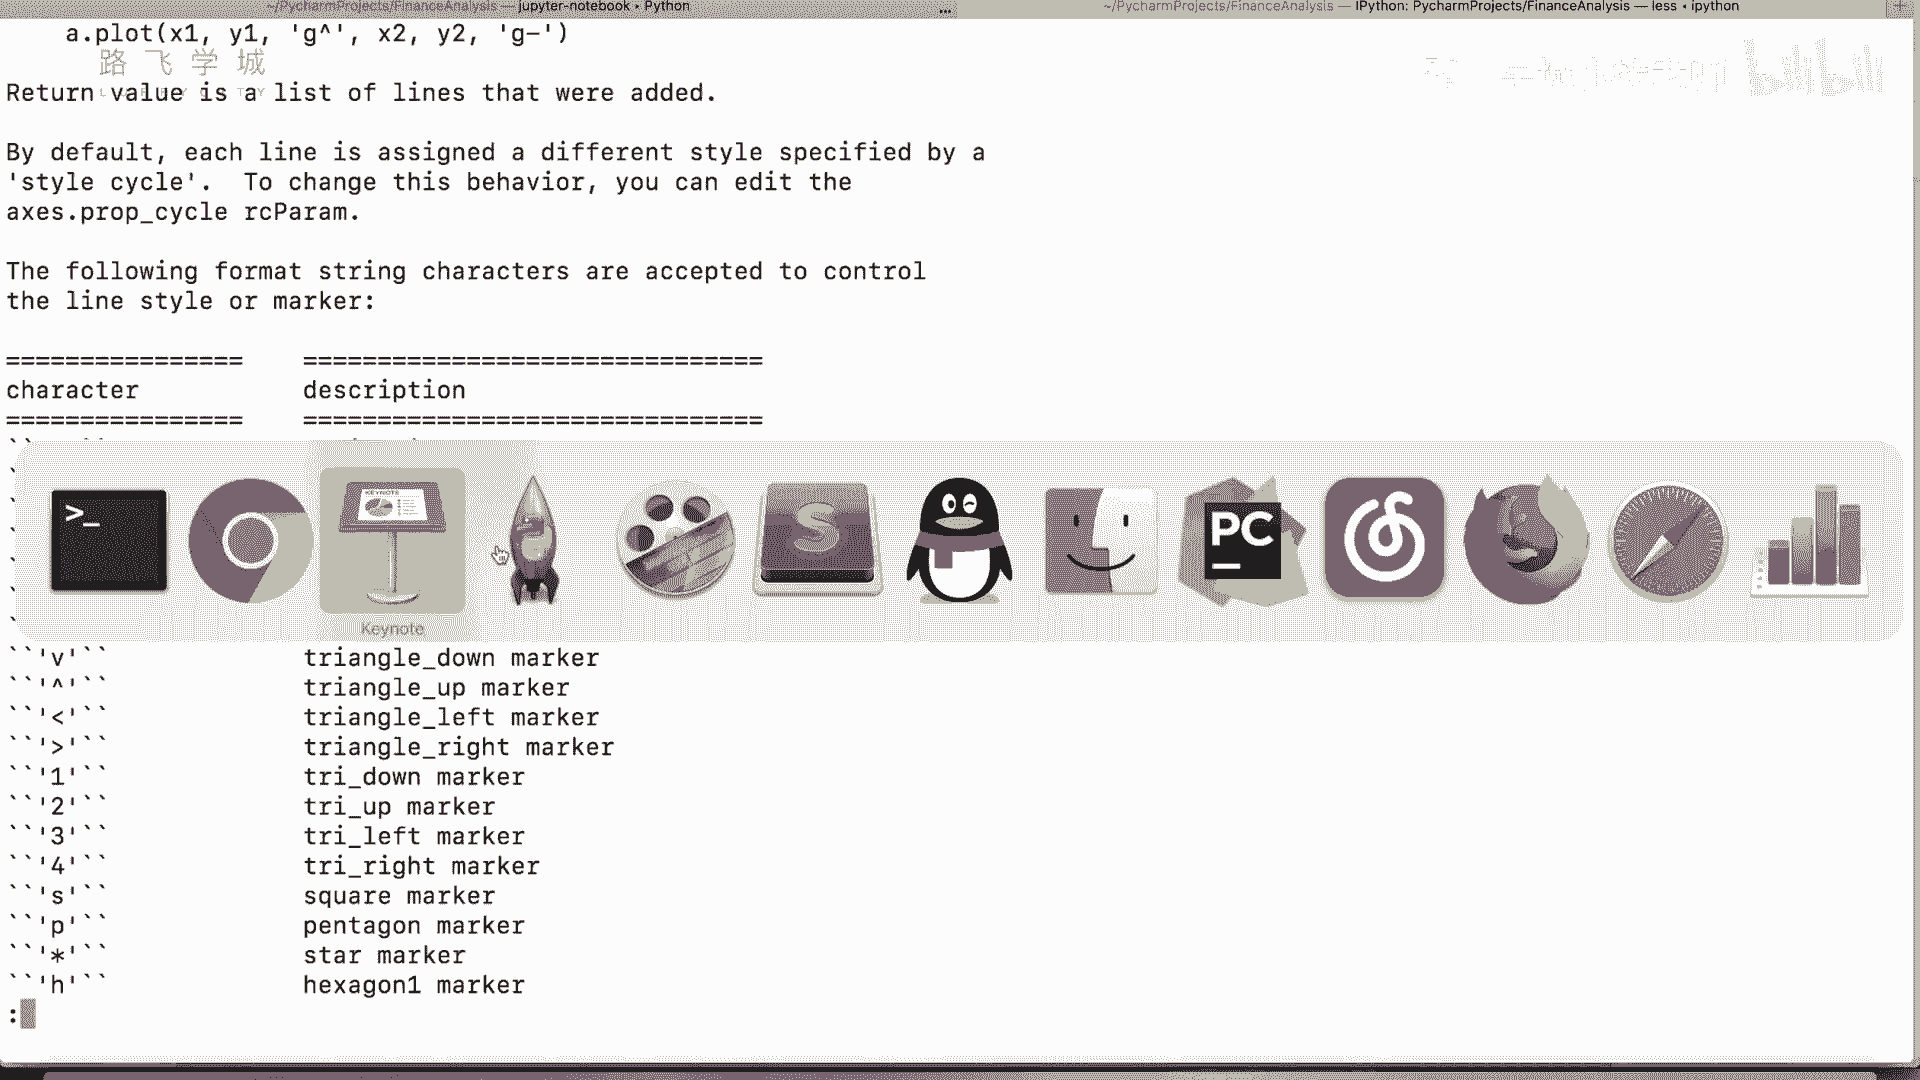 ~/PycharmProjects/FinanceAnalysis — jupyter-notebook • Python
...
~/PycharmProjects/FinanceAnalysis — IPython: PycharmProjects/FinanceAnalysis — less • ipython
+
a.plot(x1, y1, 'g^', x2, y2, 'g-')
路飞学城
bilibili
Return value is a list of lines that were added.
By default, each line is assigned a different style specified by a
'style cycle'.  To change this behavior, you can edit the
axes.prop_cycle rcParam.
The following format string characters are accepted to control
the line style or marker:
================    ===============================
character           description
================    ===============================
>_
KEYNOTE
S
PC
Keynote
``'v'``             triangle_down marker
``'^'``             triangle_up marker
``'<'``             triangle_left marker
``'>'``             triangle_right marker
``'1'``             tri_down marker
``'2'``             tri_up marker
``'3'``             tri_left marker
``'4'``             tri_right marker
``'s'``             square marker
``'p'``             pentagon marker
``'*'``             star marker
``'h'``             hexagon1 marker
: